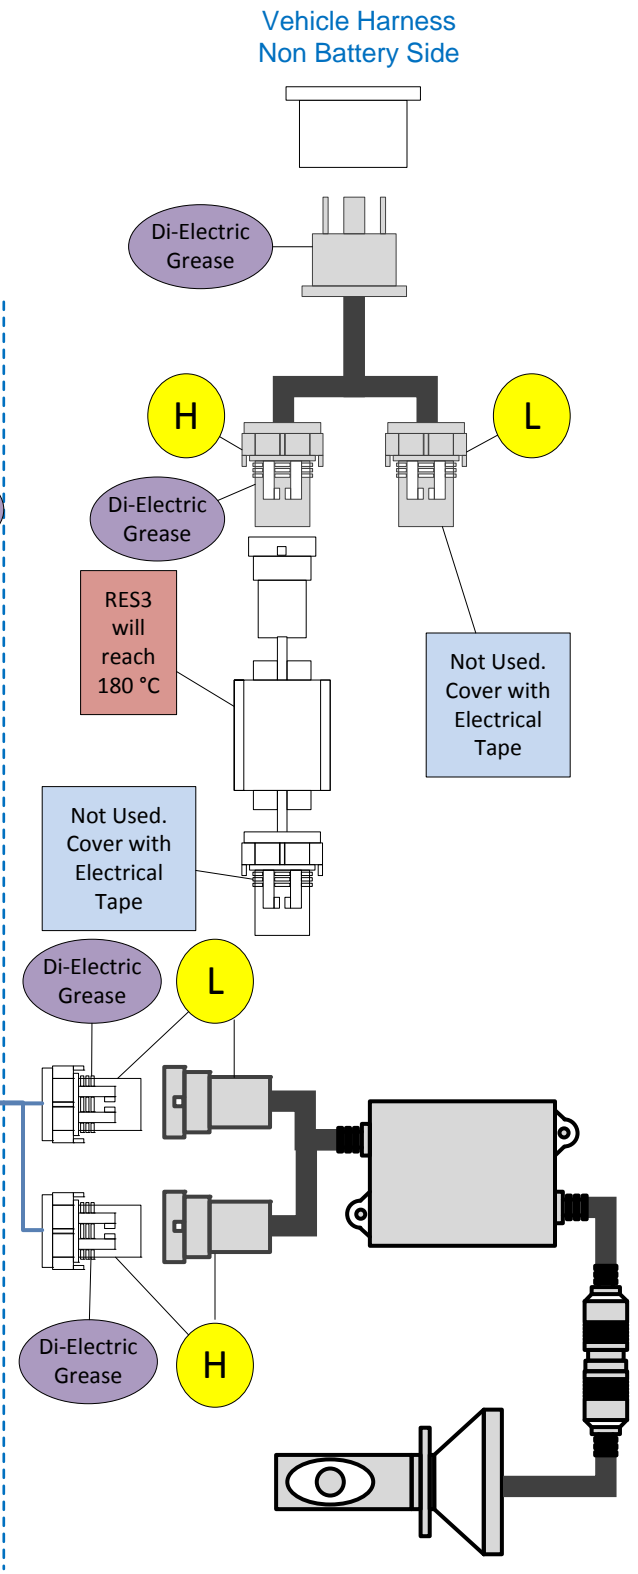 Vehicle Harness
Non Battery Side
Di-Electric
Grease
H
L
Di-Electric
Grease
RES3
will
reach
180 °C
Not Used.
Cover with
Electrical
Tape
Not Used.
Cover with
Electrical
Tape
Di-Electric
Grease
L
Di-Electric
Grease
H